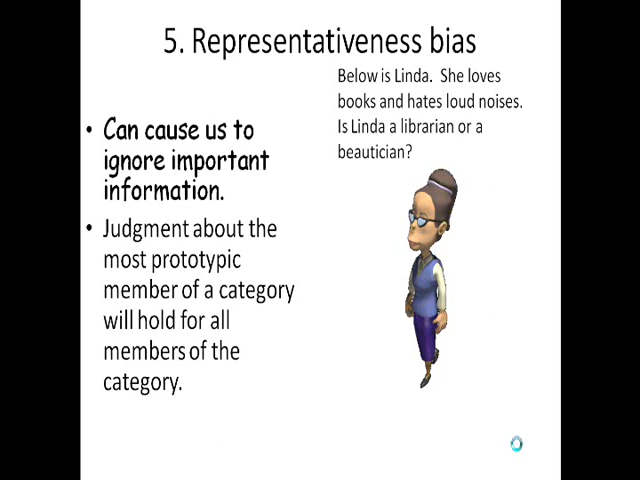 5. Representativeness bias
• Can cause us to
ignore important
information.
• Judgment about the
most prototypic
member of a category
will hold for all
members of the
category.
Below is Linda. She loves
books and hates loud noises.
Is Linda a librarian or a
beautician?